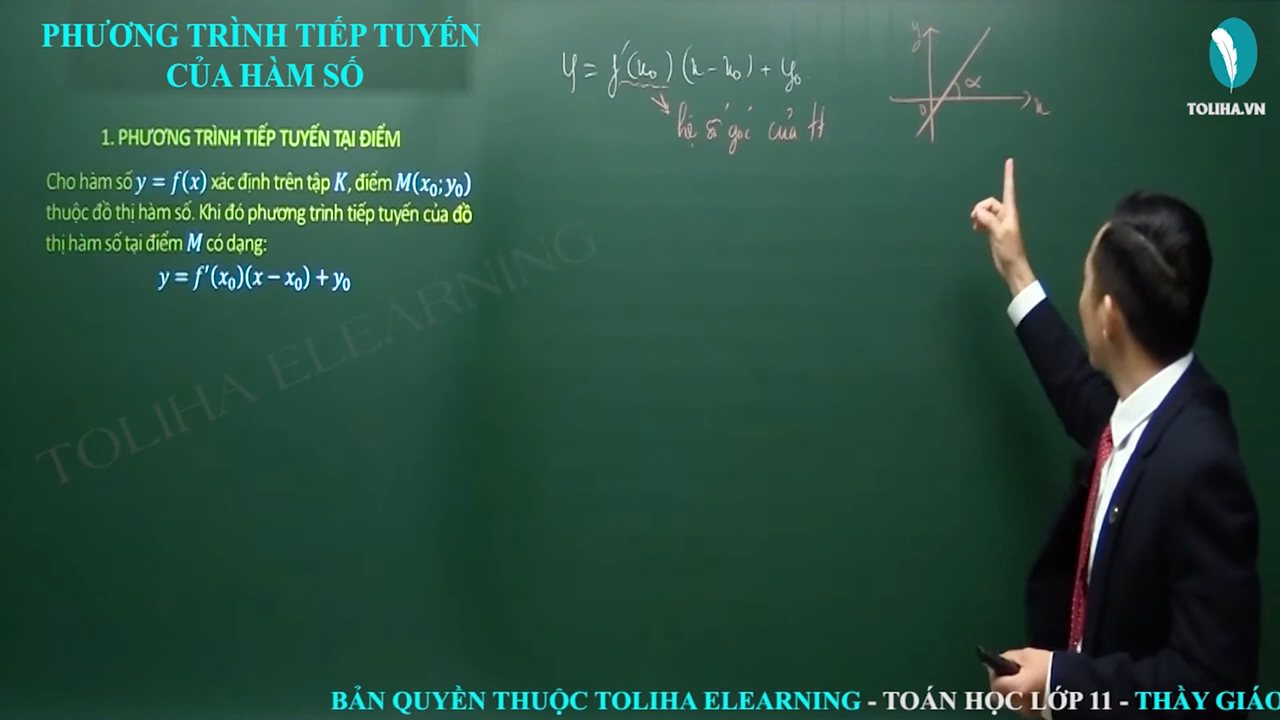 PHƯƠNG TRÌNH TIẾP TUYẾN
CỦA HÀM SỐ
1. PHƯƠNG TRÌNH TIẾP TUYẾN TẠI ĐIỂM
Cho hàm số y = f(x) xác định trên tập K, điểm M(x₀; y₀)
thuộc đồ thị hàm số. Khi đó phương trình tiếp tuyến của đồ
thị hàm số tại điểm M có dạng:
y = f′(x₀)(x − x₀) + y₀
y = f′(x₀)(x − x₀) + y₀
hệ số góc của tt
y
α
0
x
TOLIHA.VN
TOLIHA ELEARNING
BẢN QUYỀN THUỘC TOLIHA ELEARNING - TOÁN HỌC LỚP 11 - THẦY GIÁO